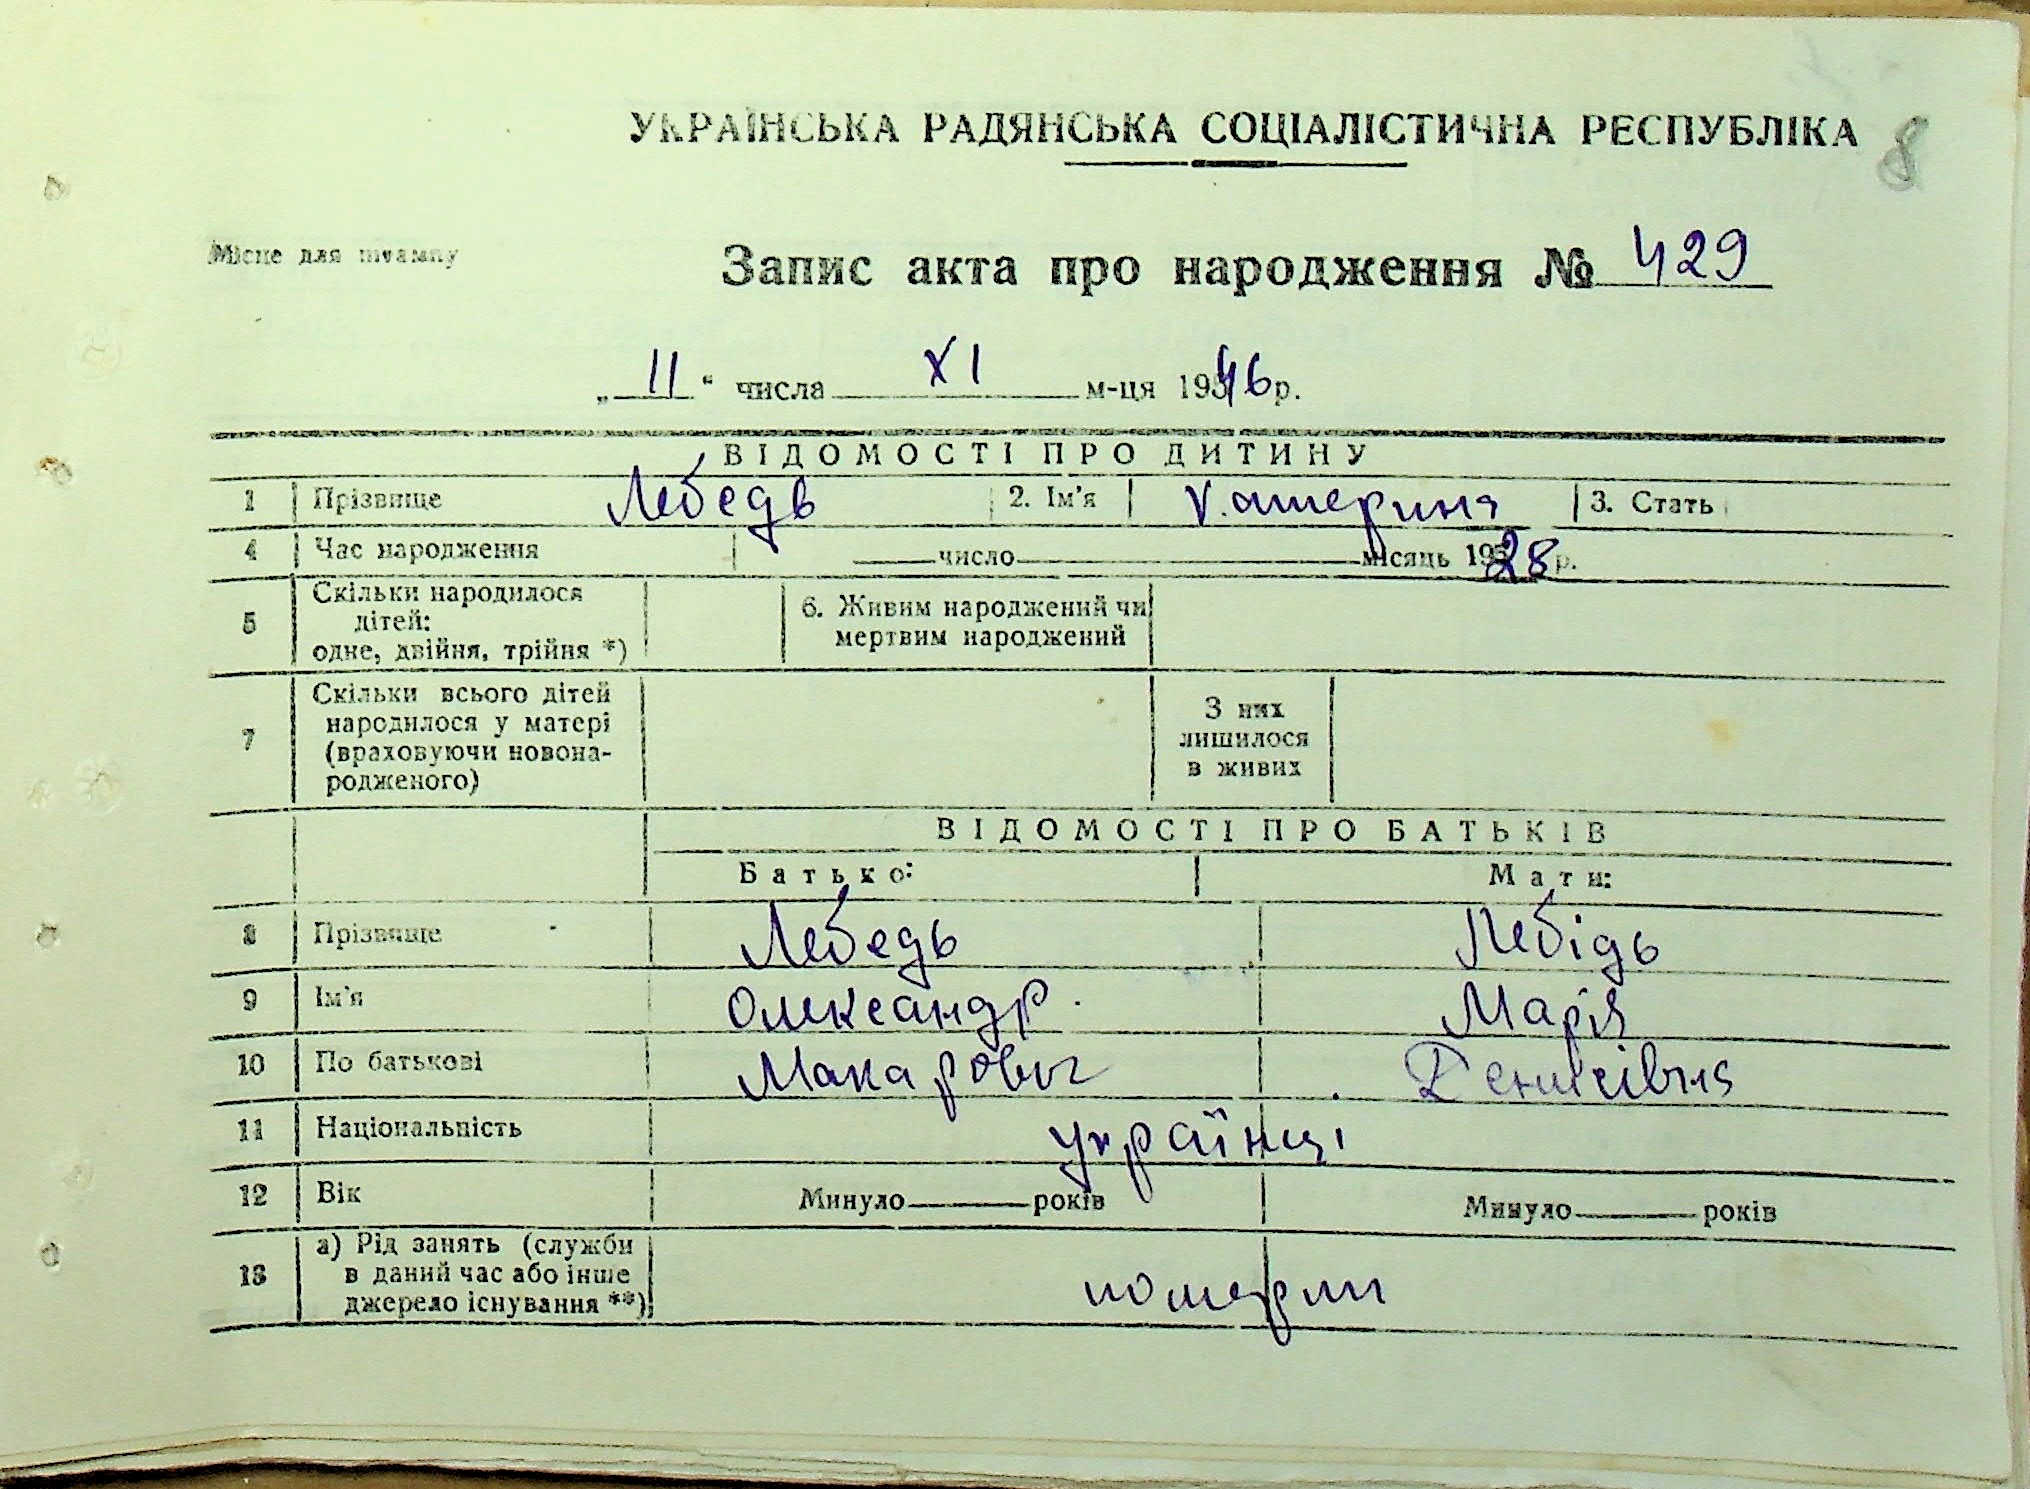 УКРАЇНСЬКА РАДЯНСЬКА СОЦІАЛІСТИЧНА РЕСПУБЛІКА
8
Місце для штампу
Запис акта про народження № 429
„11“ числа XI м-ця 1946 р.
ВІДОМОСТІ ПРО ДИТИНУ
1 Прізвище Лебедь 2. Ім'я Катерина 3. Стать
4 Час народження число місяць 1928 р.
5 Скільки народилося дітей: одне, двійня, трійня *) 6. Живим народжений чи мертвим народжений
7 Скільки всього дітей народилося у матері (враховуючи новонародженого) З них лишилося в живих
ВІДОМОСТІ ПРО БАТЬКІВ
Батько: Мати:
8 Прізвище Лебедь Лебідь
9 Ім'я Олександр Марія
10 По батькові Макарович Денисівна
11 Національність українці
12 Вік Минуло років Минуло років
13 а) Рід занять (служби в даний час або інше джерело існування **) померли